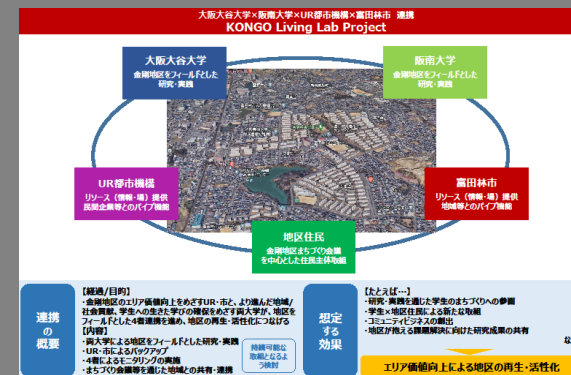 大阪大谷大学×阪南大学×UR都市機構×富田林市 連携
KONGO Living Lab Project
大阪大谷大学
金剛地区をフィールドとした
研究・実践
阪南大学
金剛地区をフィールドとした
研究・実践
UR都市機構
リソース（情報・場）提供
民間企業等とのパイプ機能
富田林市
リソース（情報・場）提供
地域等とのパイプ機能
地区住民
金剛地区まちづくり会議
を中心とした住民主体取組
連携
の
概要
【経過/目的】
・金剛地区のエリア価値向上をめざすUR・市と、より進んだ地域/
社会貢献、学生への生きた学びの確保をめざす両大学が、地区を
フィールドとした4者連携を進め、地区の再生・活性化につなげる
【内容】
・両大学による地区をフィールドとした研究・実践
・UR・市によるバックアップ
・4者によるモニタリングの実施
・まちづくり会議等を通じた地域との共有・連携
持続可能な
取組となるよ
う検討
想定
する
効果
【たとえば…】
・研究・実践を通じた学生のまちづくりへの参画
・学生×地区住民による新たな取組
・コミュニティビジネスの創出
・地区が抱える課題解決に向けた研究成果の共有
な
エリア価値向上による地区の再生・活性化